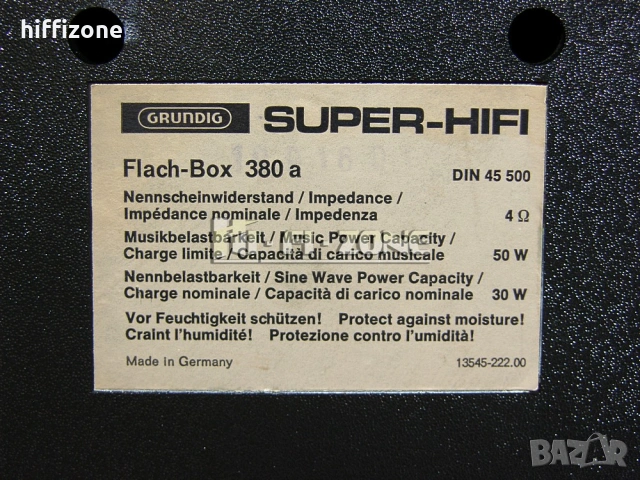 hiffizone
GRUNDIG SUPER-HIFI
Flach-Box 380 a DIN 45 500
Nennscheinwiderstand / Impedance /
Impédance nominale / Impedenza 4 Ω
Musikbelastbarkeit / Music Power Capacity /
Charge limite / Capacità di carico musicale 50 W
Nennbelastbarkeit / Sine Wave Power Capacity /
Charge nominale / Capacità di carico nominale 30 W
Vor Feuchtigkeit schützen! Protect against moisture!
Craint l'humidité! Protezione contro l'umidità!
Made in Germany 13545-222.00
BAZAR